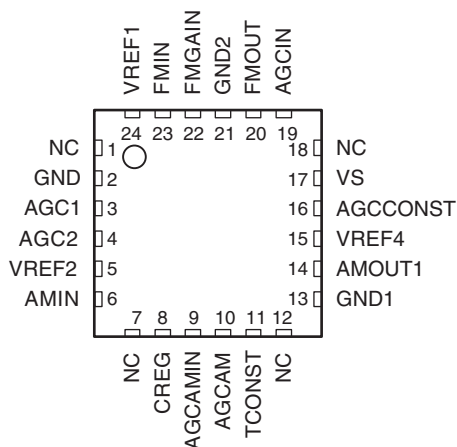 VREF1
FMIN
FMGAIN
GND2
FMOUT
AGCIN
24 23 22 21 20 19
NC 1 18 NC
GND 2 17 VS
AGC1 3 16 AGCCONST
AGC2 4 15 VREF4
VREF2 5 14 AMOUT1
AMIN 6 13 GND1
7 8 9 10 11 12
NC
CREG
AGCAMIN
AGCAM
TCONST
NC